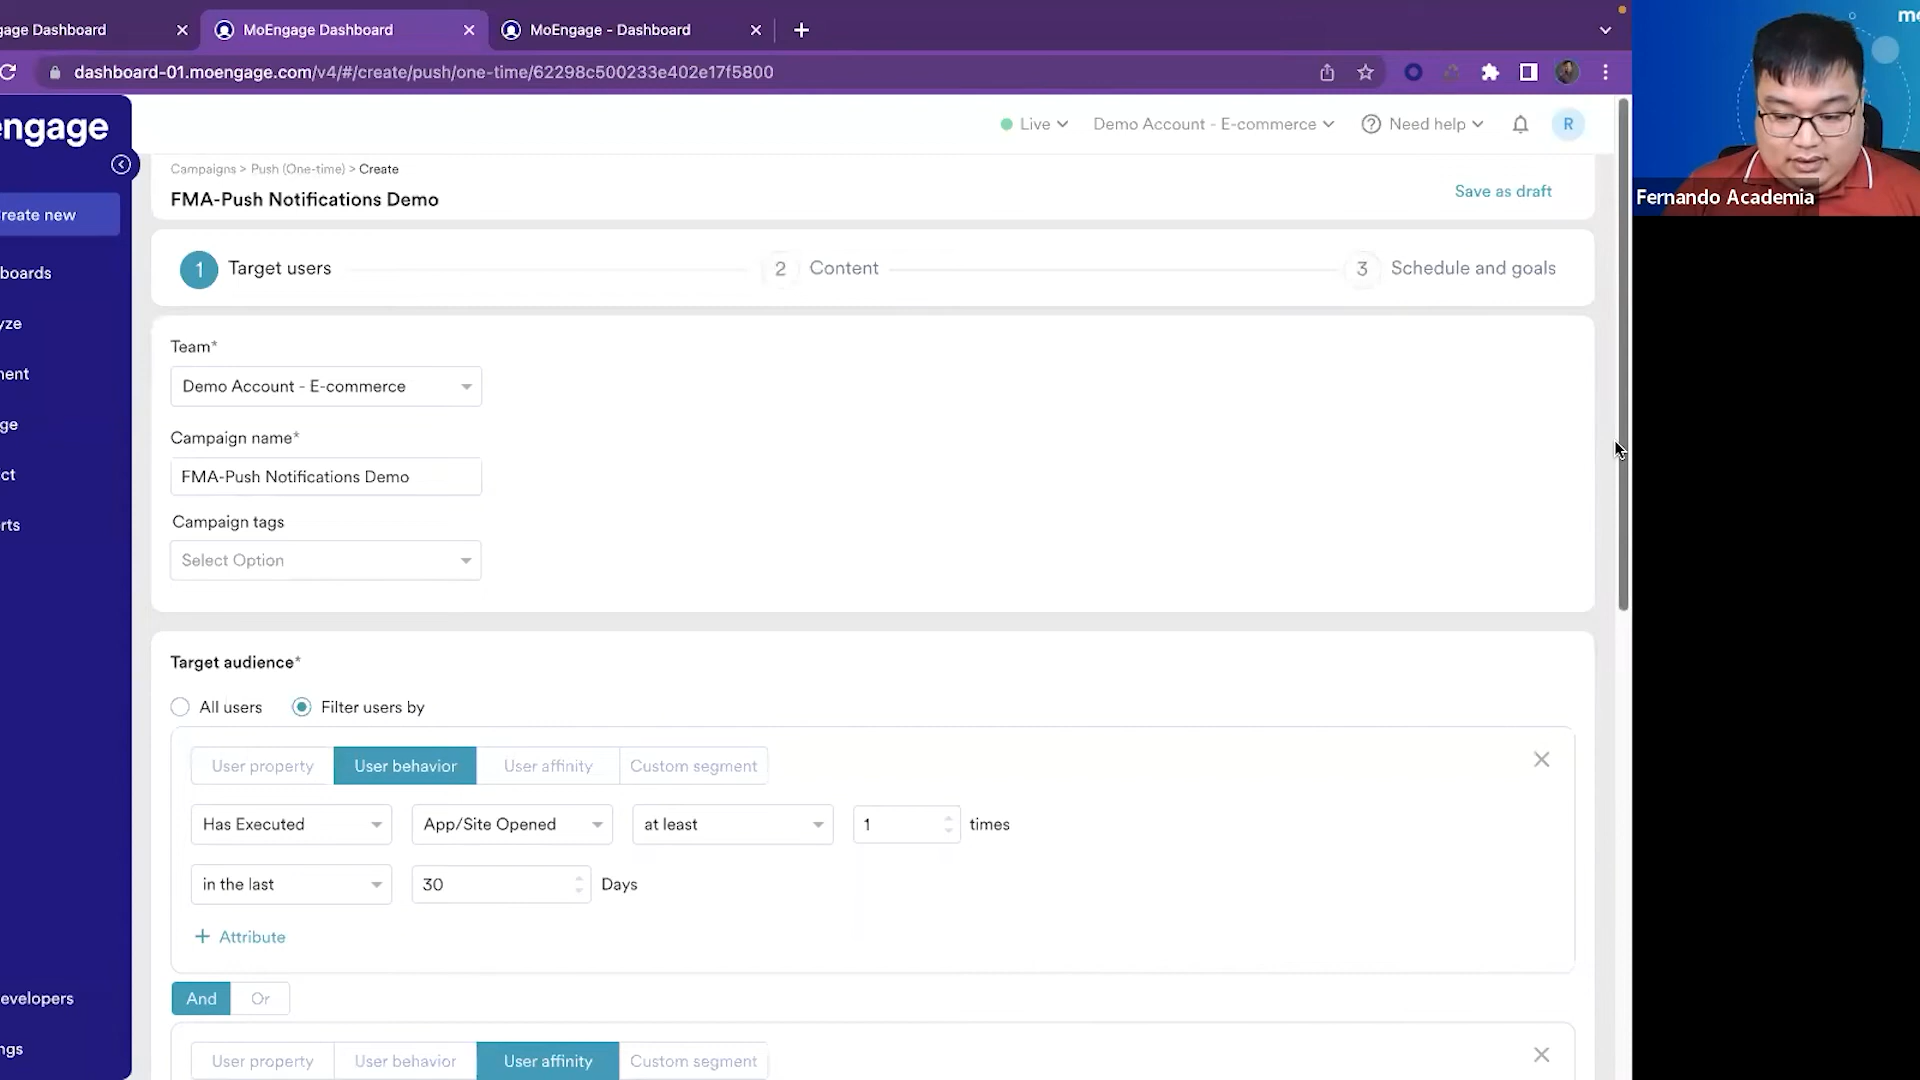 gage Dashboard
MoEngage Dashboard
MoEngage - Dashboard
dashboard-01.moengage.com/v4/#/create/push/one-time/62298c500233e402e17f5800
mo
engage
Live
Demo Account - E-commerce
Need help
R
Campaigns > Push (One-time) > Create
FMA-Push Notifications Demo
Save as draft
Fernando Academia
reate new
boards
yze
nent
ge
ct
rts
evelopers
ngs
1 Target users
2 Content
3 Schedule and goals
Team*
Demo Account - E-commerce
Campaign name*
FMA-Push Notifications Demo
Campaign tags
Select Option
Target audience*
All users
Filter users by
User property
User behavior
User affinity
Custom segment
Has Executed
App/Site Opened
at least
1
times
in the last
30
Days
+ Attribute
And
Or
User property
User behavior
User affinity
Custom segment